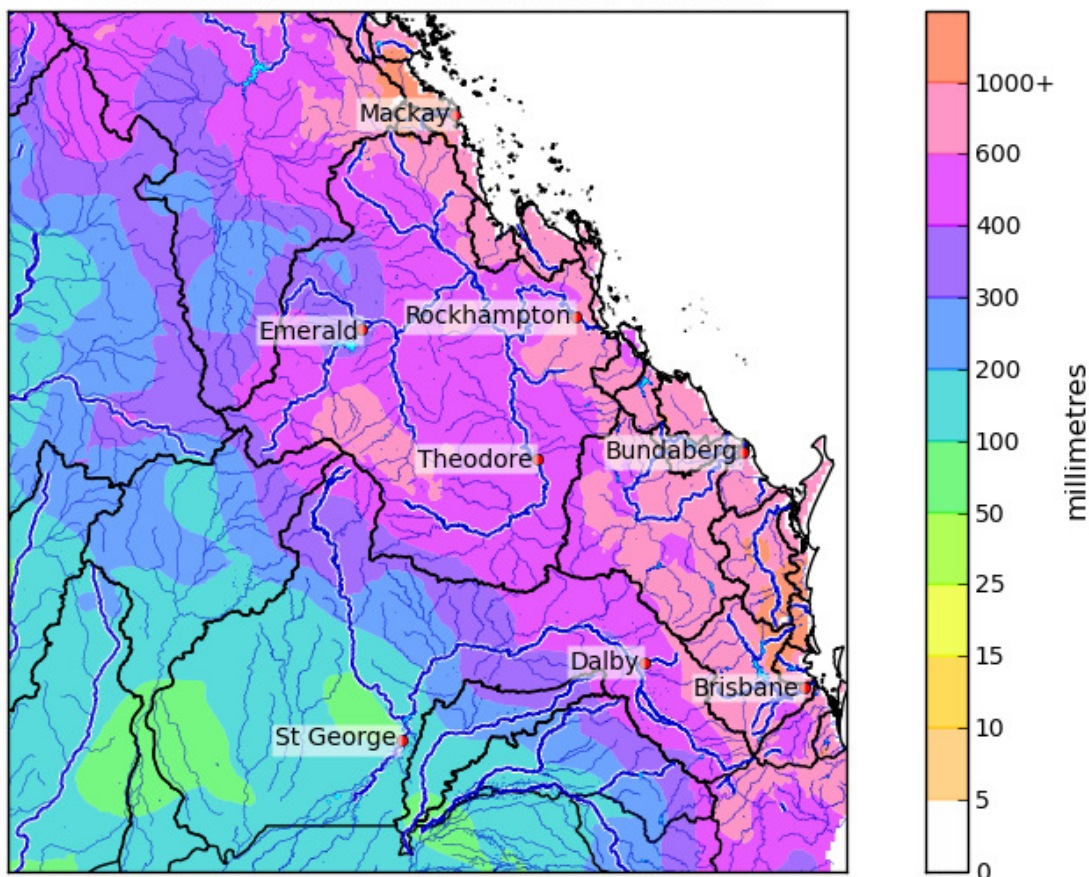 Mackay
Rockhampton
Emerald
Theodore
Bundaberg
Dalby
Brisbane
St George
1000+
600
400
300
200
100
50
25
15
10
5
0
millimetres